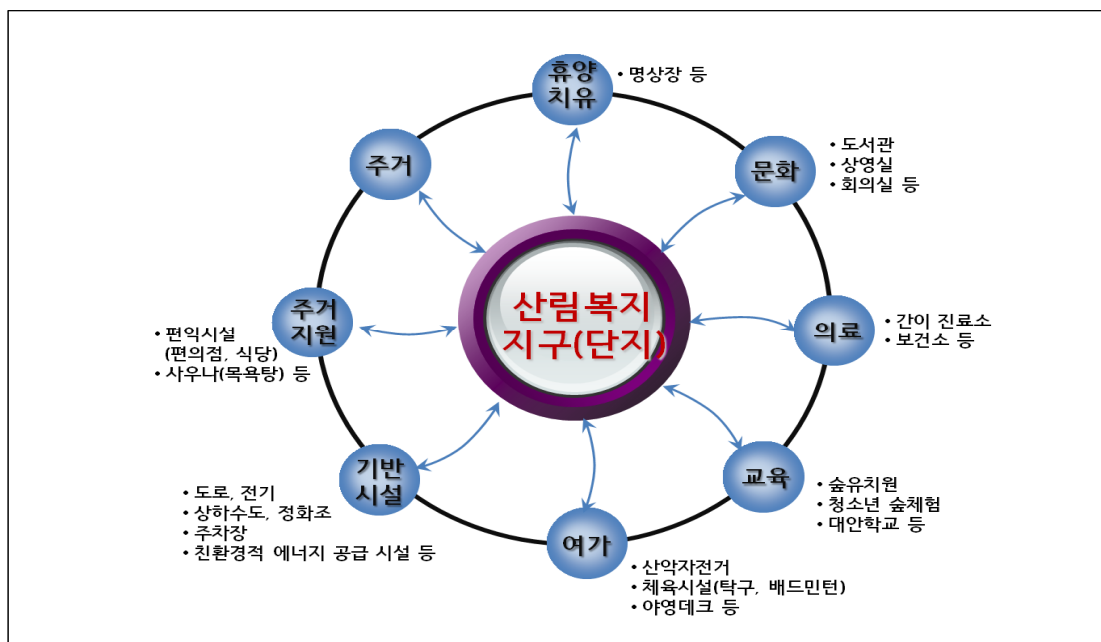 휴양
치유
• 명상장 등
주거
문화
• 도서관
• 상영실
• 회의실 등
산림복지
지구(단지)
주거
지원
• 편익시설
(편의점, 식당)
• 사우나(목욕탕) 등
의료
• 간이 진료소
• 보건소 등
기반
시설
• 도로, 전기
• 상하수도, 정화조
• 주차장
• 친환경적 에너지 공급 시설 등
교육
• 숲유치원
• 청소년 숲체험
• 대안학교 등
여가
• 산악자전거
• 체육시설(탁구, 배드민턴)
• 야영데크 등